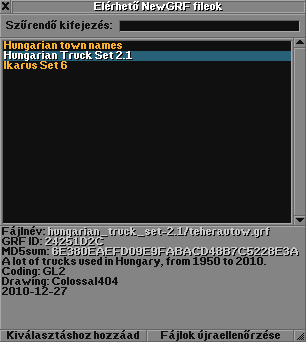 Elérhető NewGRF fileok
Szűrendő kifejezés:
Hungarian town names
Hungarian Truck Set 2.1
Ikarus Set 6
Fájlnév: hungarian_truck_set-2.1/teherautow.grf
GRF ID: 24251D2C
MD5sum: 6E380EAEFD09E9FABACD4887C5228E3A
A lot of trucks used in Hungary, from 1950 to 2010.
Coding: GL2
Drawing: Colossal404
2010-12-27
Kiválasztáshoz hozzáad
Fájlok újraellenőrzése